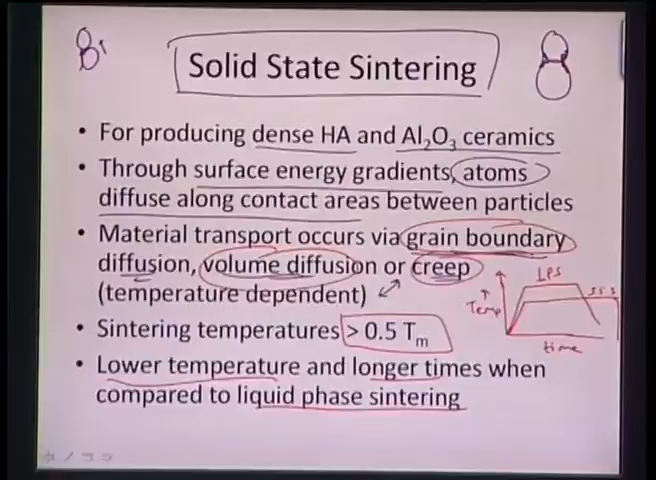 Solid State Sintering
• For producing dense HA and Al₂O₃ ceramics
• Through surface energy gradients, atoms
diffuse along contact areas between particles
• Material transport occurs via grain boundary
diffusion, volume diffusion or creep
(temperature dependent)
LPS
SSS
Temp
time
• Sintering temperatures > 0.5 Tₘ
• Lower temperature and longer times when
compared to liquid phase sintering